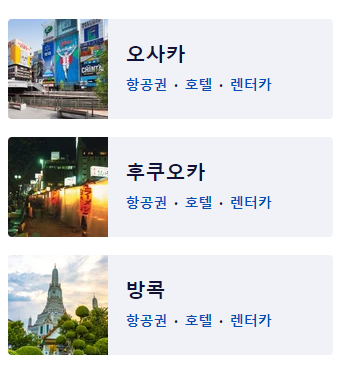 오사카
항공권 · 호텔 · 렌터카
후쿠오카
항공권 · 호텔 · 렌터카
방콕
항공권 · 호텔 · 렌터카